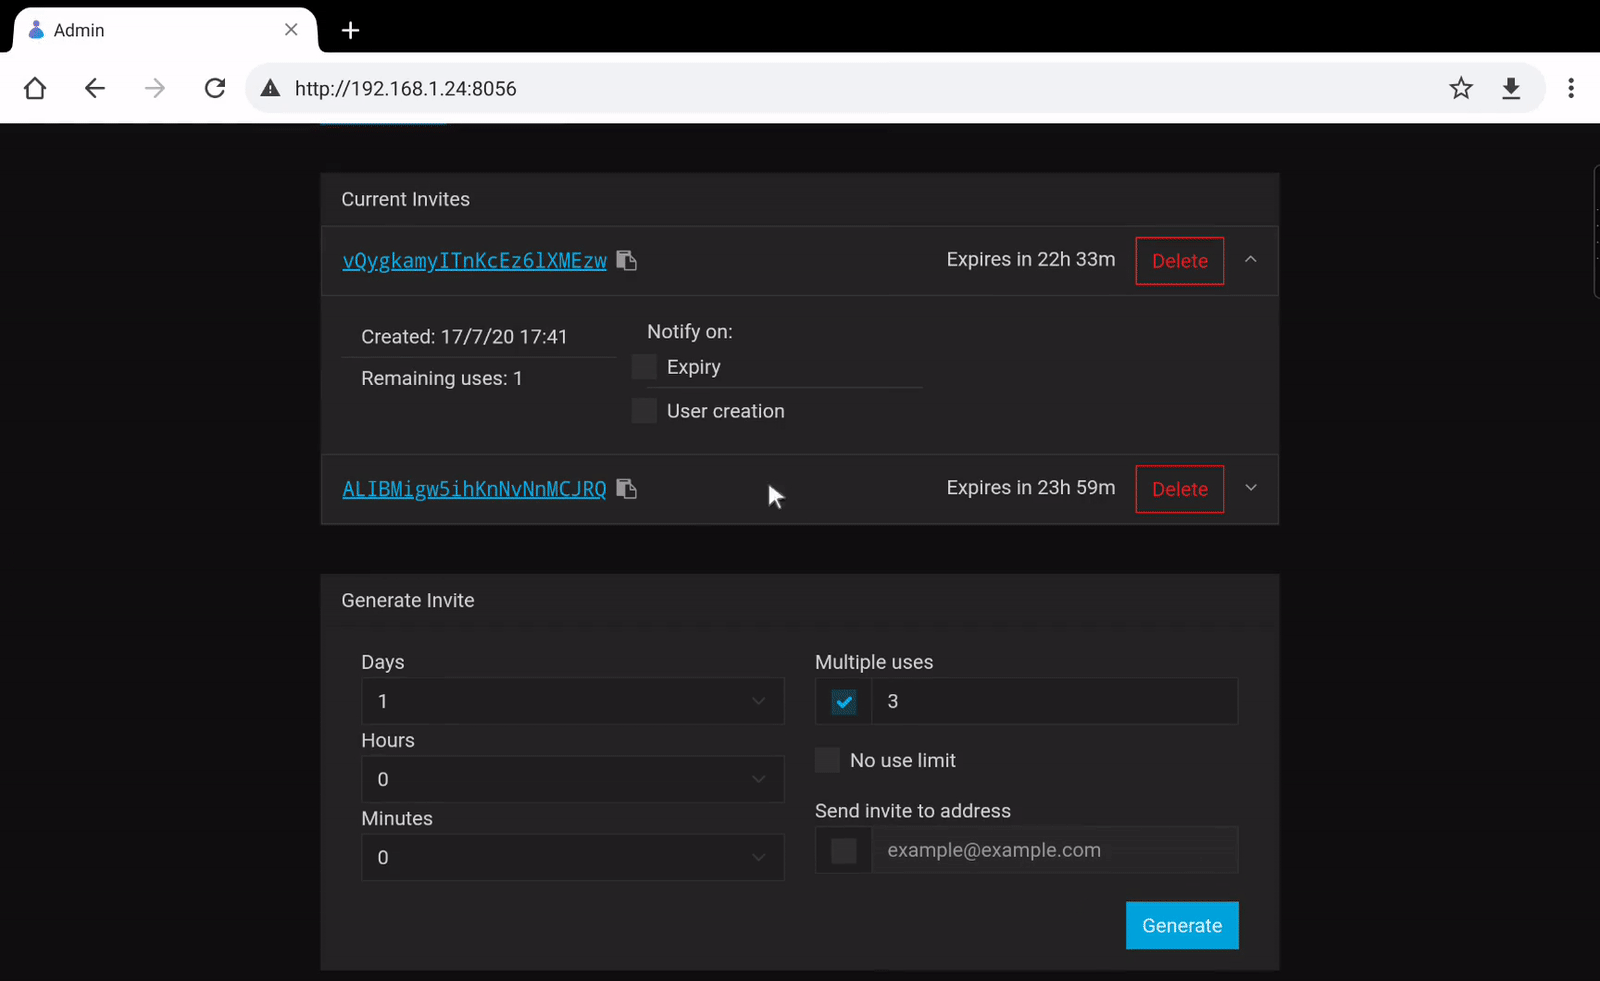 Admin
http://192.168.1.24:8056
Current Invites
vQygkamyITnKcEz6lXMEzw Expires in 22h 33m Delete
Created: 17/7/20 17:41 Notify on:
Expiry
Remaining uses: 1
User creation
ALIBMigw5ihKnNvNnMCJRQ Expires in 23h 59m Delete
Generate Invite
Days Multiple uses
1 3
Hours
No use limit
0
Send invite to address
Minutes
0 example@example.com
Generate